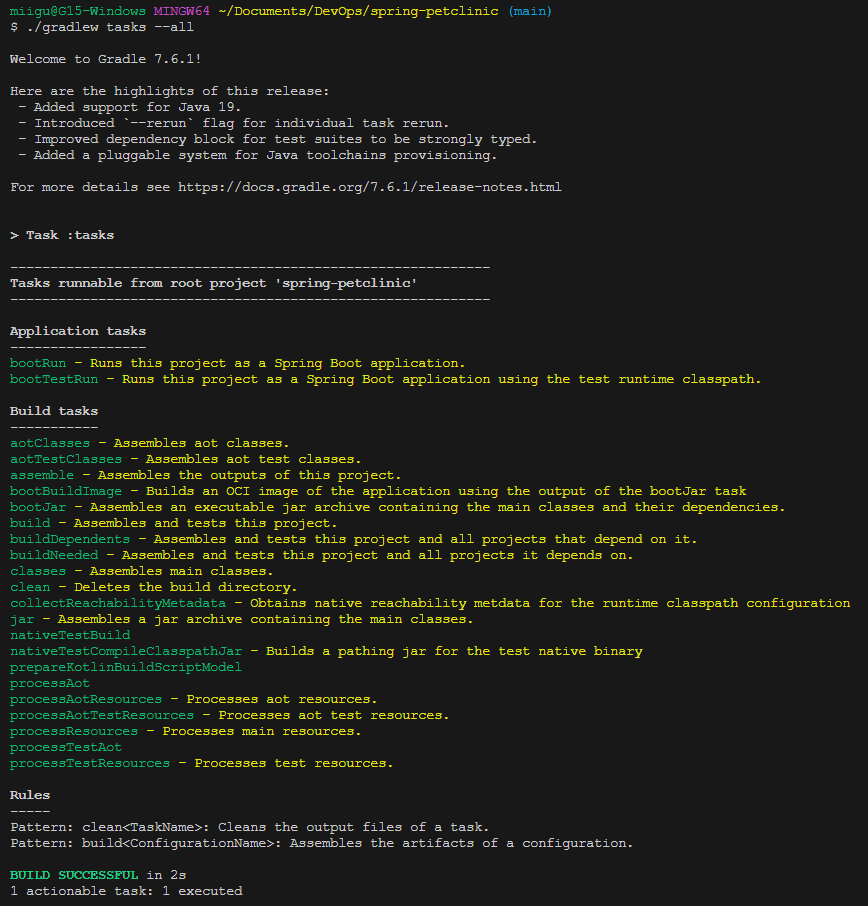 miigu@G15-Windows MINGW64 ~/Documents/DevOps/spring-petclinic (main)
$ ./gradlew tasks --all
Welcome to Gradle 7.6.1!
Here are the highlights of this release:
- Added support for Java 19.
- Introduced `--rerun` flag for individual task rerun.
- Improved dependency block for test suites to be strongly typed.
- Added a pluggable system for Java toolchains provisioning.
For more details see https://docs.gradle.org/7.6.1/release-notes.html
> Task :tasks
------------------------------------------------------------
Tasks runnable from root project 'spring-petclinic'
------------------------------------------------------------
Application tasks
-----------------
bootRun - Runs this project as a Spring Boot application.
bootTestRun - Runs this project as a Spring Boot application using the test runtime classpath.
Build tasks
-----------
aotClasses - Assembles aot classes.
aotTestClasses - Assembles aot test classes.
assemble - Assembles the outputs of this project.
bootBuildImage - Builds an OCI image of the application using the output of the bootJar task
bootJar - Assembles an executable jar archive containing the main classes and their dependencies.
build - Assembles and tests this project.
buildDependents - Assembles and tests this project and all projects that depend on it.
buildNeeded - Assembles and tests this project and all projects it depends on.
classes - Assembles main classes.
clean - Deletes the build directory.
collectReachabilityMetadata - Obtains native reachability metdata for the runtime classpath configuration
jar - Assembles a jar archive containing the main classes.
nativeTestBuild
nativeTestCompileClasspathJar - Builds a pathing jar for the test native binary
prepareKotlinBuildScriptModel
processAot
processAotResources - Processes aot resources.
processAotTestResources - Processes aot test resources.
processResources - Processes main resources.
processTestAot
processTestResources - Processes test resources.
Rules
-----
Pattern: clean<TaskName>: Cleans the output files of a task.
Pattern: build<ConfigurationName>: Assembles the artifacts of a configuration.
BUILD SUCCESSFUL in 2s
1 actionable task: 1 executed